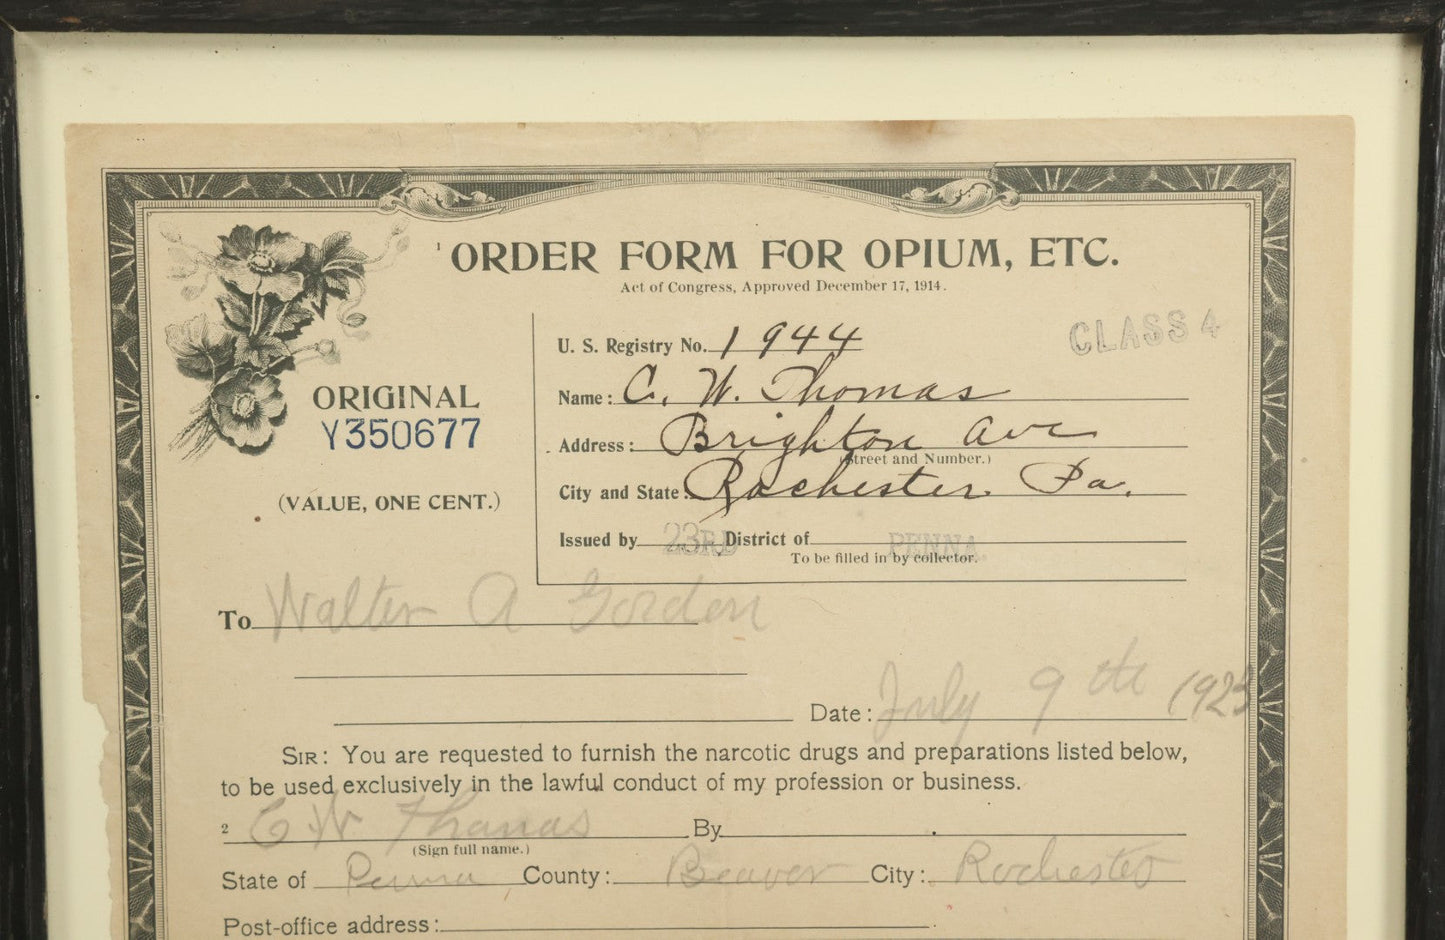 ¹ ORDER FORM FOR OPIUM, ETC.
Act of Congress, Approved December 17, 1914.
CLASS 4
U. S. Registry No. 1944
Name: C. W. Thomas
ORIGINAL
Y350677
Address: Brighton Ave
(Street and Number.)
City and State: Rochester. Pa.
(VALUE, ONE CENT.)
Issued by 23RD District of PENNA.
To be filled in by collector.
To Walter A Gordon
Date: July 9th 1923
SIR: You are requested to furnish the narcotic drugs and preparations listed below,
to be used exclusively in the lawful conduct of my profession or business.
² C W Thomas By
(Sign full name.)
State of Penna, County: Beaver City: Rochester
Post-office address: